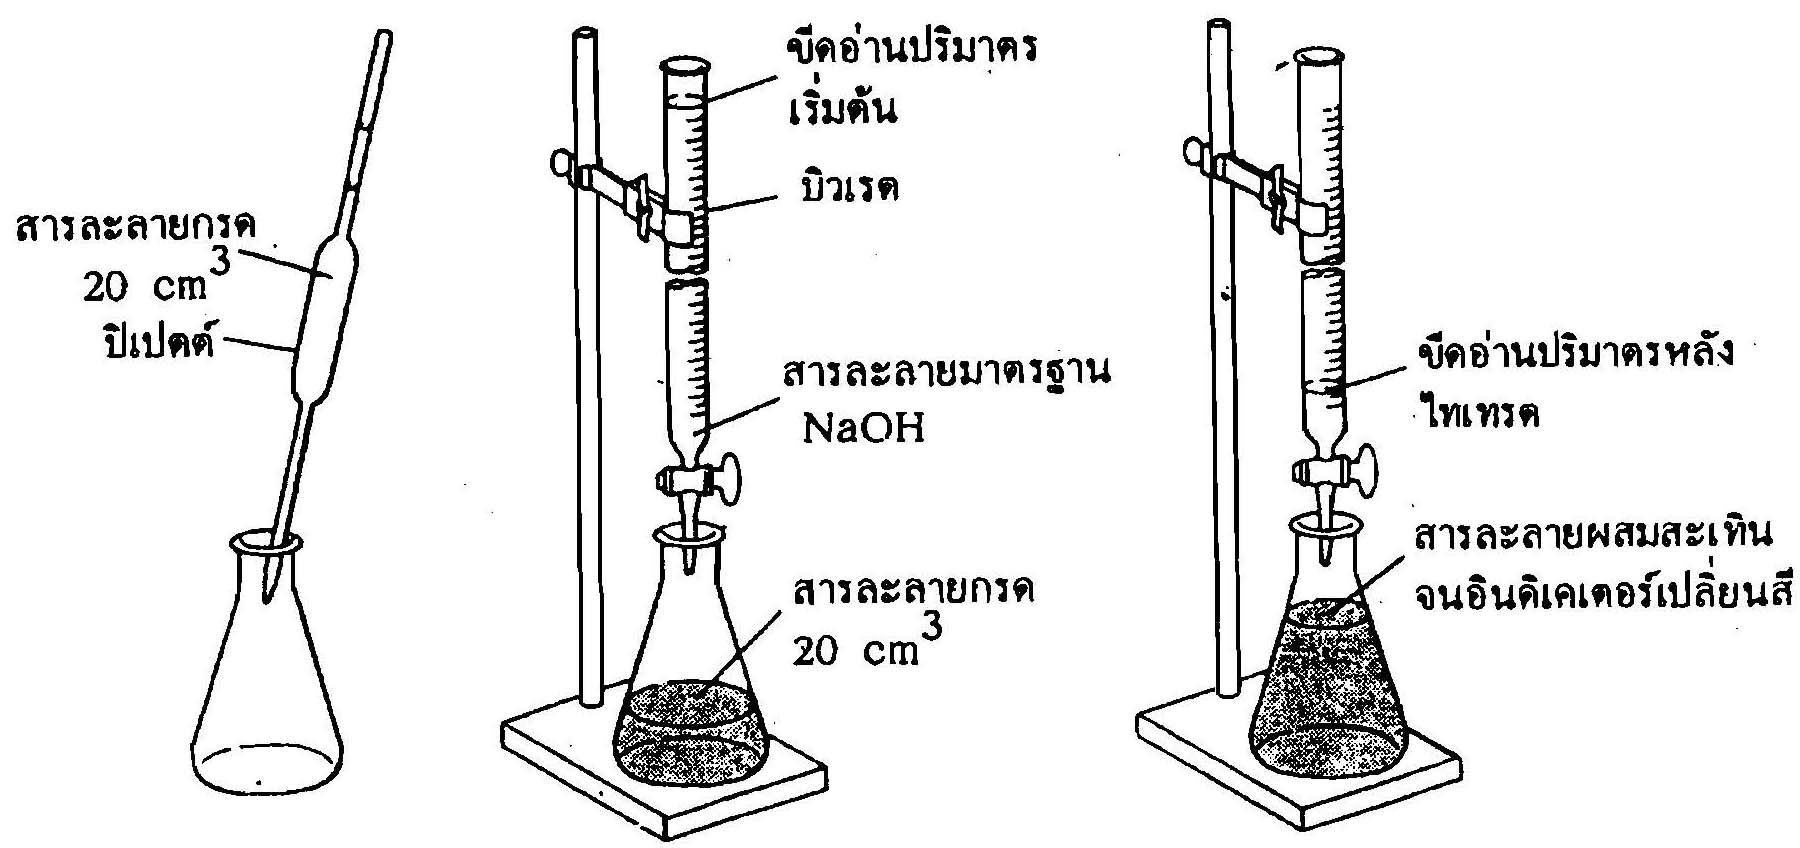 สารละลายกรด
20 cm³
ปิเปตต์
ขีดอ่านปริมาตร
เริ่มต้น
บิวเรต
สารละลายมาตรฐาน
NaOH
สารละลายกรด
20 cm³
ขีดอ่านปริมาตรหลัง
ไทเทรต
สารละลายผสมสะเทิน
จนอินดิเคเตอร์เปลี่ยนสี